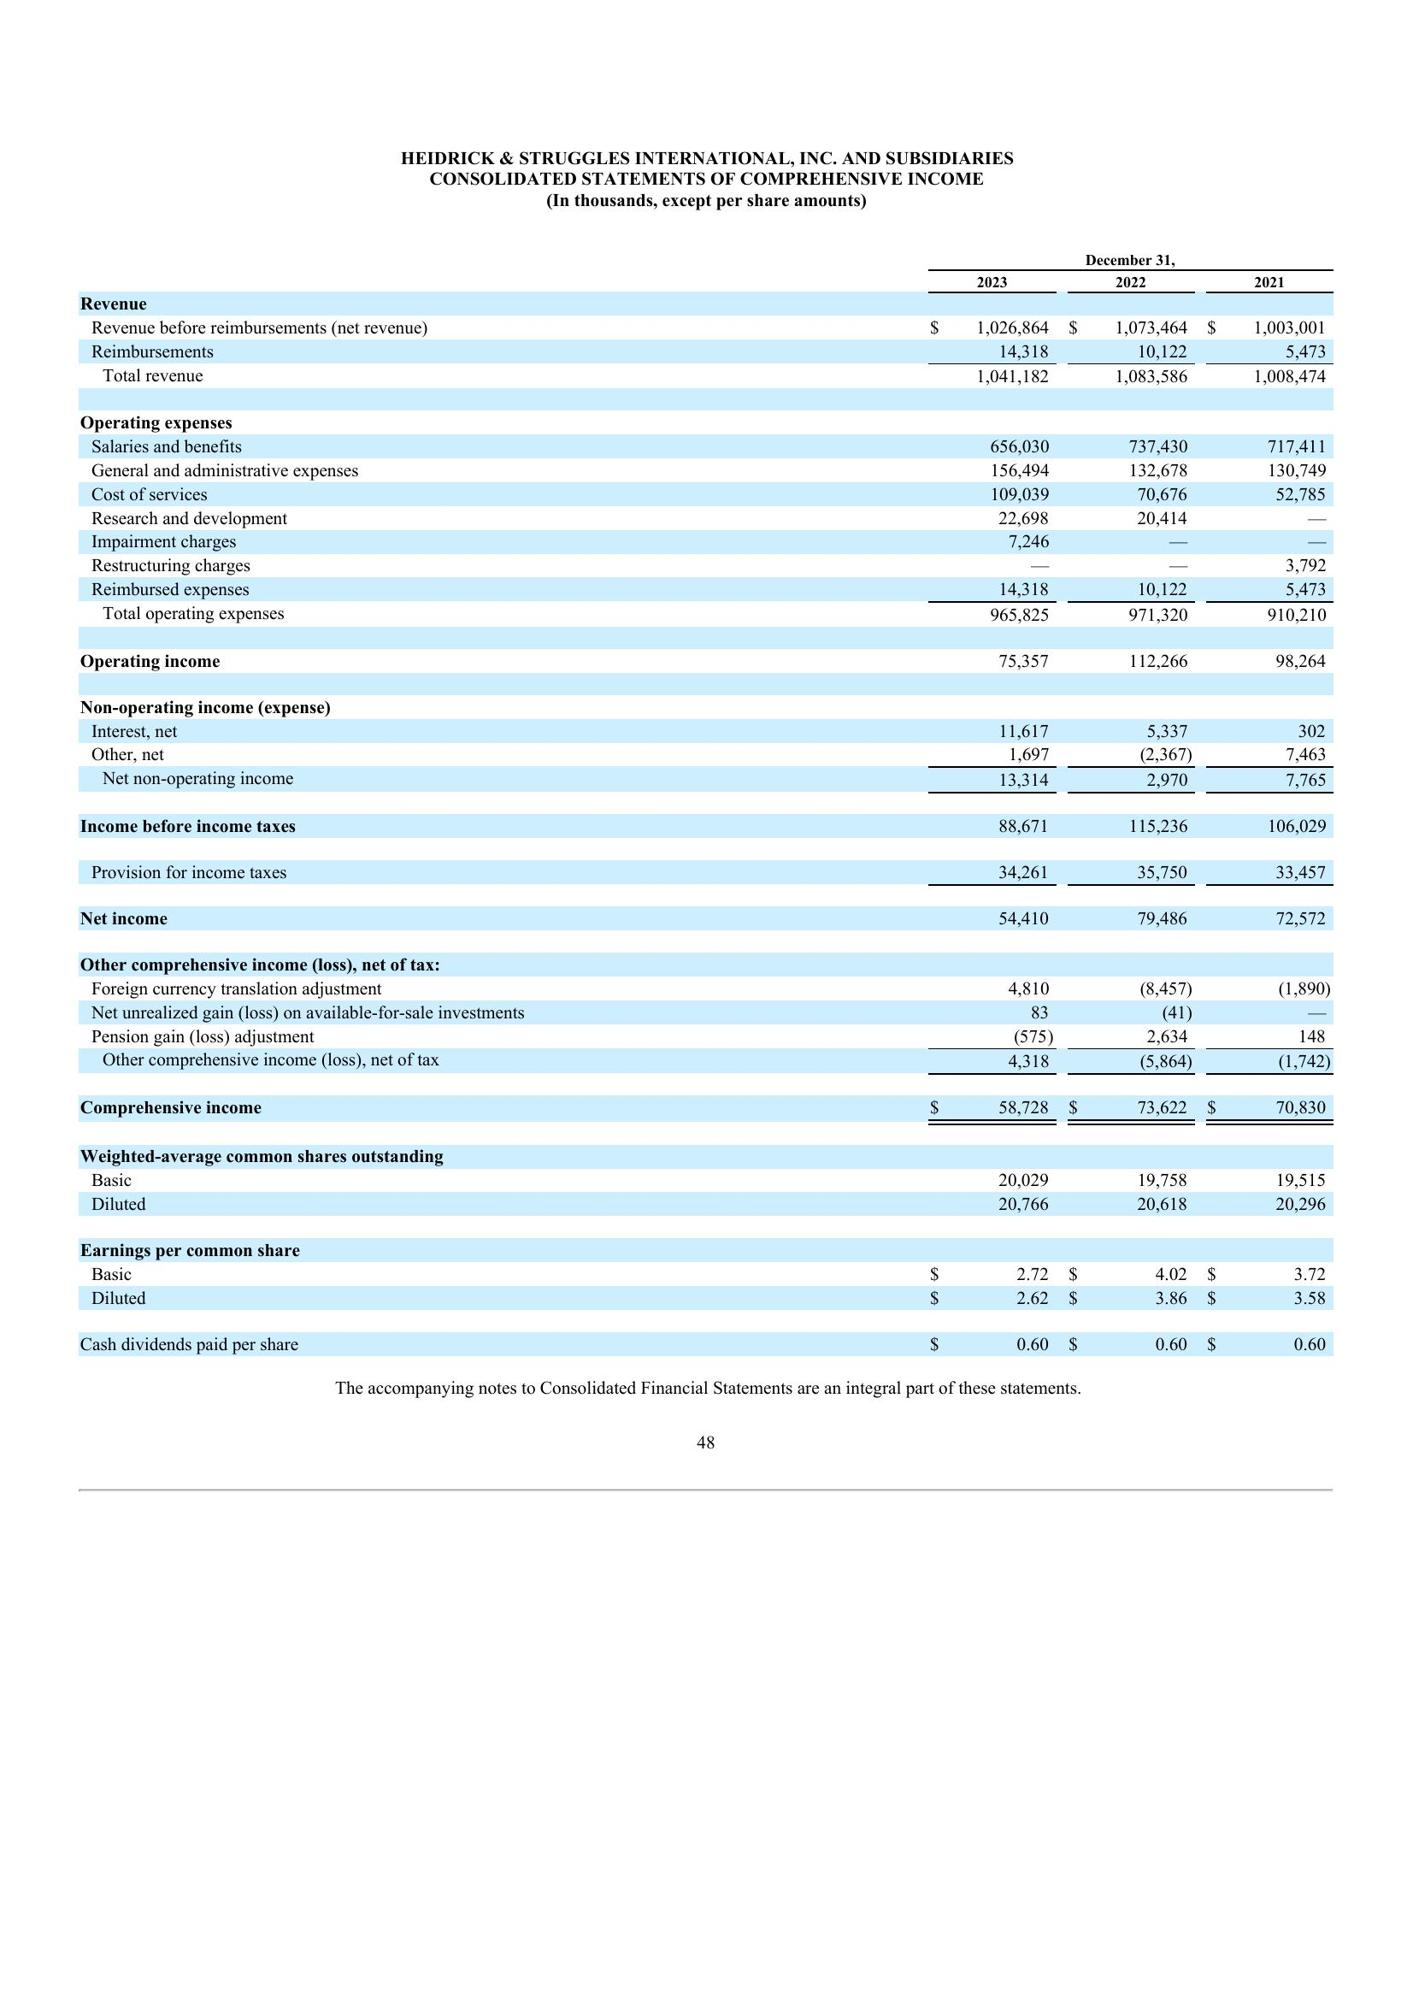 HEIDRICK & STRUGGLES INTERNATIONAL, INC. AND SUBSIDIARIES
CONSOLIDATED STATEMENTS OF COMPREHENSIVE INCOME
(In thousands, except per share amounts)
December 31,
2023 2022 2021
Revenue
Revenue before reimbursements (net revenue) $ 1,026,864 $ 1,073,464 $ 1,003,001
Reimbursements 14,318 10,122 5,473
Total revenue 1,041,182 1,083,586 1,008,474
Operating expenses
Salaries and benefits 656,030 737,430 717,411
General and administrative expenses 156,494 132,678 130,749
Cost of services 109,039 70,676 52,785
Research and development 22,698 20,414 —
Impairment charges 7,246 — —
Restructuring charges — — 3,792
Reimbursed expenses 14,318 10,122 5,473
Total operating expenses 965,825 971,320 910,210
Operating income 75,357 112,266 98,264
Non-operating income (expense)
Interest, net 11,617 5,337 302
Other, net 1,697 (2,367) 7,463
Net non-operating income 13,314 2,970 7,765
Income before income taxes 88,671 115,236 106,029
Provision for income taxes 34,261 35,750 33,457
Net income 54,410 79,486 72,572
Other comprehensive income (loss), net of tax:
Foreign currency translation adjustment 4,810 (8,457) (1,890)
Net unrealized gain (loss) on available-for-sale investments 83 (41) —
Pension gain (loss) adjustment (575) 2,634 148
Other comprehensive income (loss), net of tax 4,318 (5,864) (1,742)
Comprehensive income $ 58,728 $ 73,622 $ 70,830
Weighted-average common shares outstanding
Basic 20,029 19,758 19,515
Diluted 20,766 20,618 20,296
Earnings per common share
Basic $ 2.72 $ 4.02 $ 3.72
Diluted $ 2.62 $ 3.86 $ 3.58
Cash dividends paid per share $ 0.60 $ 0.60 $ 0.60
The accompanying notes to Consolidated Financial Statements are an integral part of these statements.
48